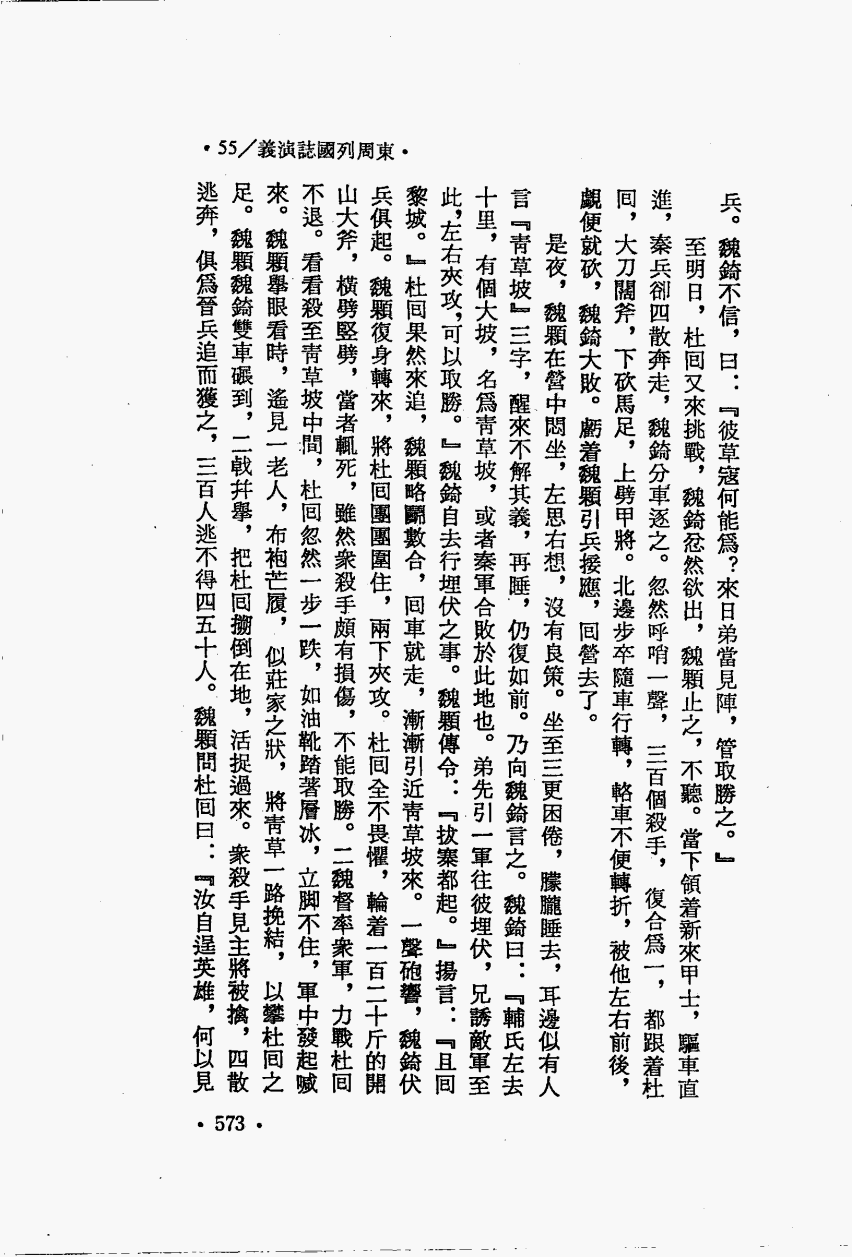 ·55/義演誌國列周東·
兵。魏錡不信，曰：『彼草寇何能爲？來日弟當見陣，管取勝之。』
至明日，杜回又來挑戰，魏錡忿然欲出，魏顆止之，不聽。當下領着新來甲士，驅車直
進，秦兵卻四散奔走，魏錡分車逐之。忽然呼哨一聲，三百個殺手，復合爲一，都跟着杜
回，大刀闊斧，下砍馬足，上劈甲將。北邊步卒隨車行轉，輅車不便轉折，被他左右前後，
覷便就砍，魏錡大敗。虧着魏顆引兵接應，回營去了。
是夜，魏顆在營中悶坐，左思右想，沒有良策。坐至三更困倦，朦朧睡去，耳邊似有人
言『靑草坡』三字，醒來不解其義，再睡，仍復如前。乃向魏錡言之。魏錡曰：『輔氏左去
十里，有個大坡，名爲靑草坡，或者秦軍合敗於此地也。弟先引一軍往彼埋伏，兄誘敵軍至
此，左右夾攻，可以取勝。』魏錡自去行埋伏之事。魏顆傳令：『拔寨都起。』揚言：『且回
黎城。』杜回果然來追，魏顆略鬬數合，回車就走，漸漸引近靑草坡來。一聲砲響，魏錡伏
兵俱起。魏顆復身轉來，將杜回團團圍住，兩下夾攻。杜回全不畏懼，輪着一百二十斤的開
山大斧，橫劈竪劈，當者輒死，雖然衆殺手頗有損傷，不能取勝。二魏督率衆軍，力戰杜回
不退。看看殺至靑草坡中間，杜回忽然一步一跌，如油靴踏著層冰，立脚不住，軍中發起喊
來。魏顆擧眼看時，遙見一老人，布袍芒履，似莊家之狀，將靑草一路挽結，以攀杜回之
足。魏顆魏錡雙車碾到，二戟幷擧，把杜回搠倒在地，活捉過來。衆殺手見主將被擒，四散
逃奔，俱爲晉兵追而獲之，三百人逃不得四五十人。魏顆問杜回曰：『汝自逞英雄，何以見
·573·